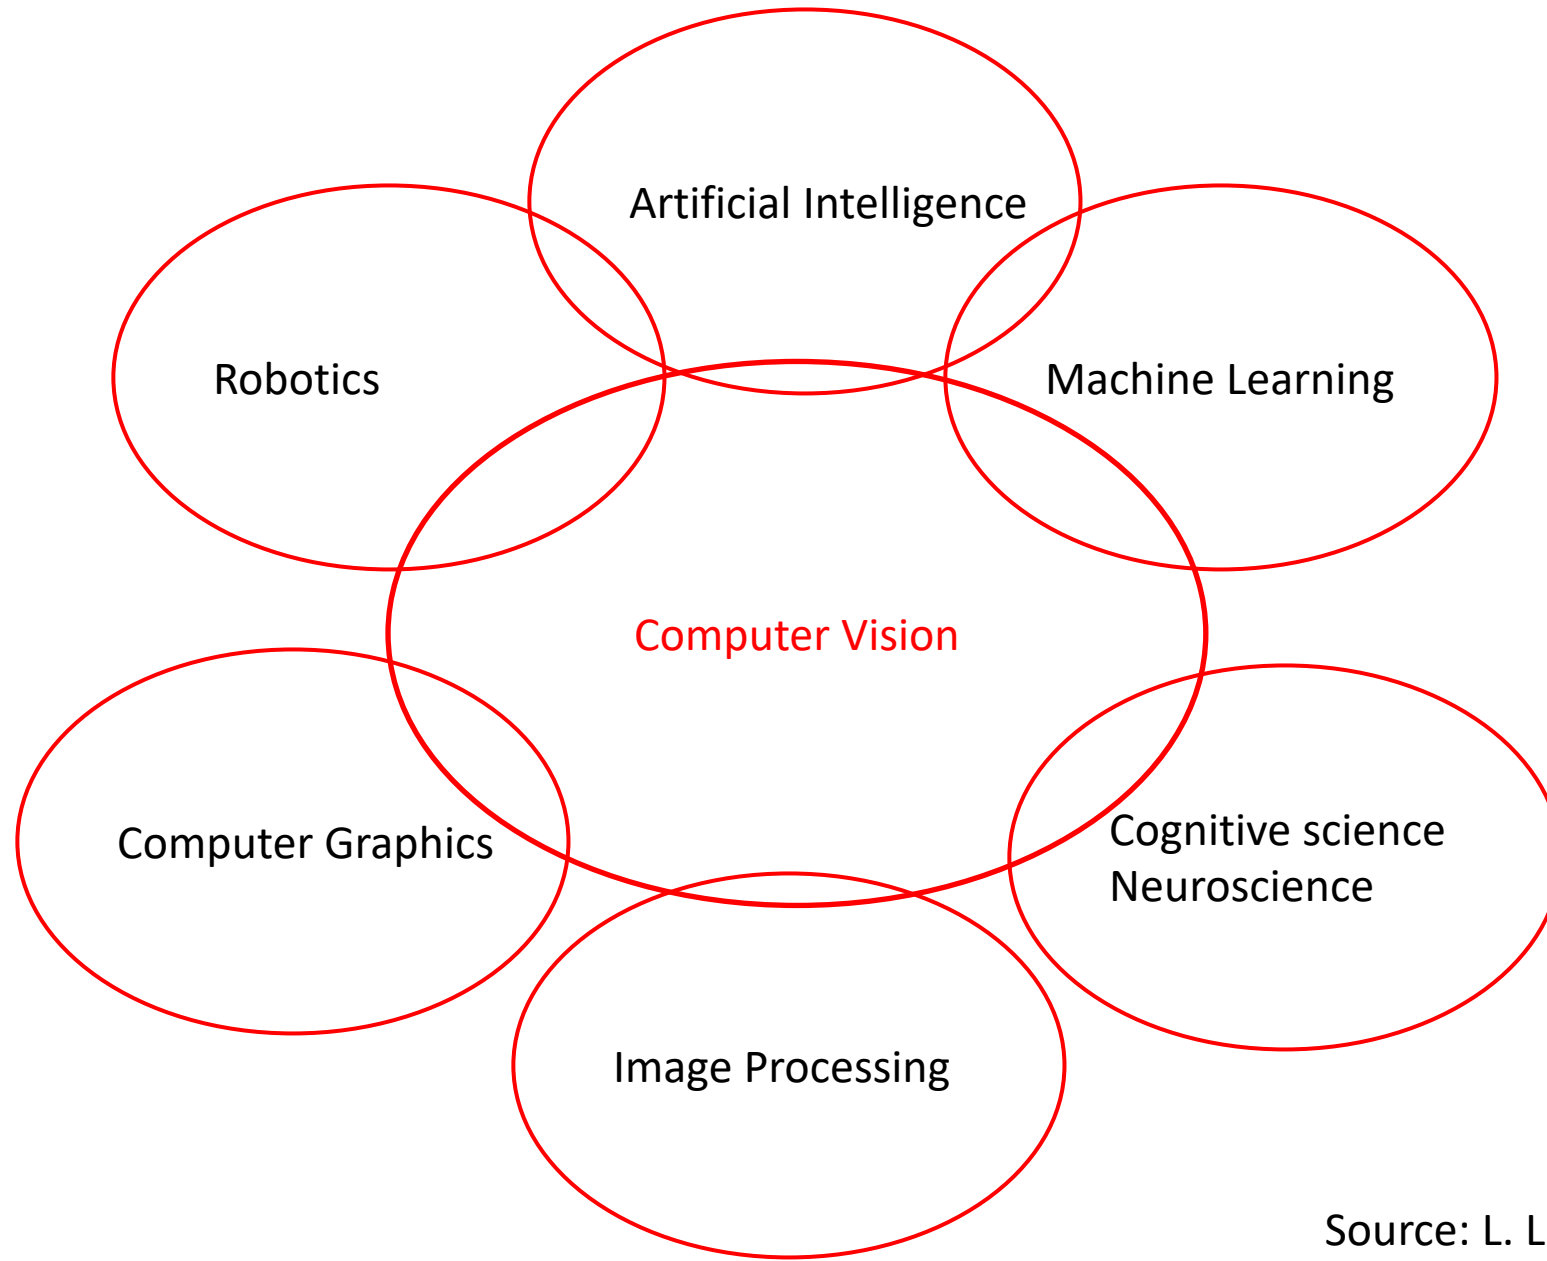 Artificial Intelligence
Robotics
Machine Learning
Computer Vision
Computer Graphics
Cognitive science
Neuroscience
Image Processing
Source: L. L